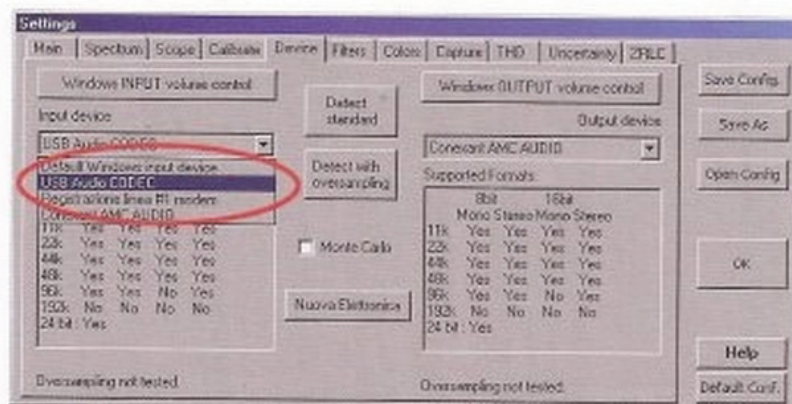 Settings
Main Spectrum Scope Calibrate Device Filters Colors Capture THD Uncertainty ZRLC
Windows INPUT volume control
Input device
USB Audio CODEC
Default Windows input device
USB Audio CODEC
Registrazione linea #1 modem
Conexant AMC AUDIO
11k Yes Yes Yes Yes
22k Yes Yes Yes Yes
44k Yes Yes Yes Yes
48k Yes Yes Yes Yes
96k Yes Yes No Yes
192k No No No No
24 bit : Yes
Oversampling not tested.
Detect standard
Detect with oversampling
Monte Carlo
Nuova Elettronica
Windows OUTPUT volume control
Output device
Conexant AMC AUDIO
Supported Formats:
8bit 16bit
Mono Stereo Mono Stereo
11k Yes Yes Yes Yes
22k Yes Yes Yes Yes
44k Yes Yes Yes Yes
48k Yes Yes Yes Yes
96k Yes Yes No Yes
192k No No No No
24 bit : Yes
Oversampling not tested.
Save Config.
Save As
Open Config
OK
Help
Default Conf.